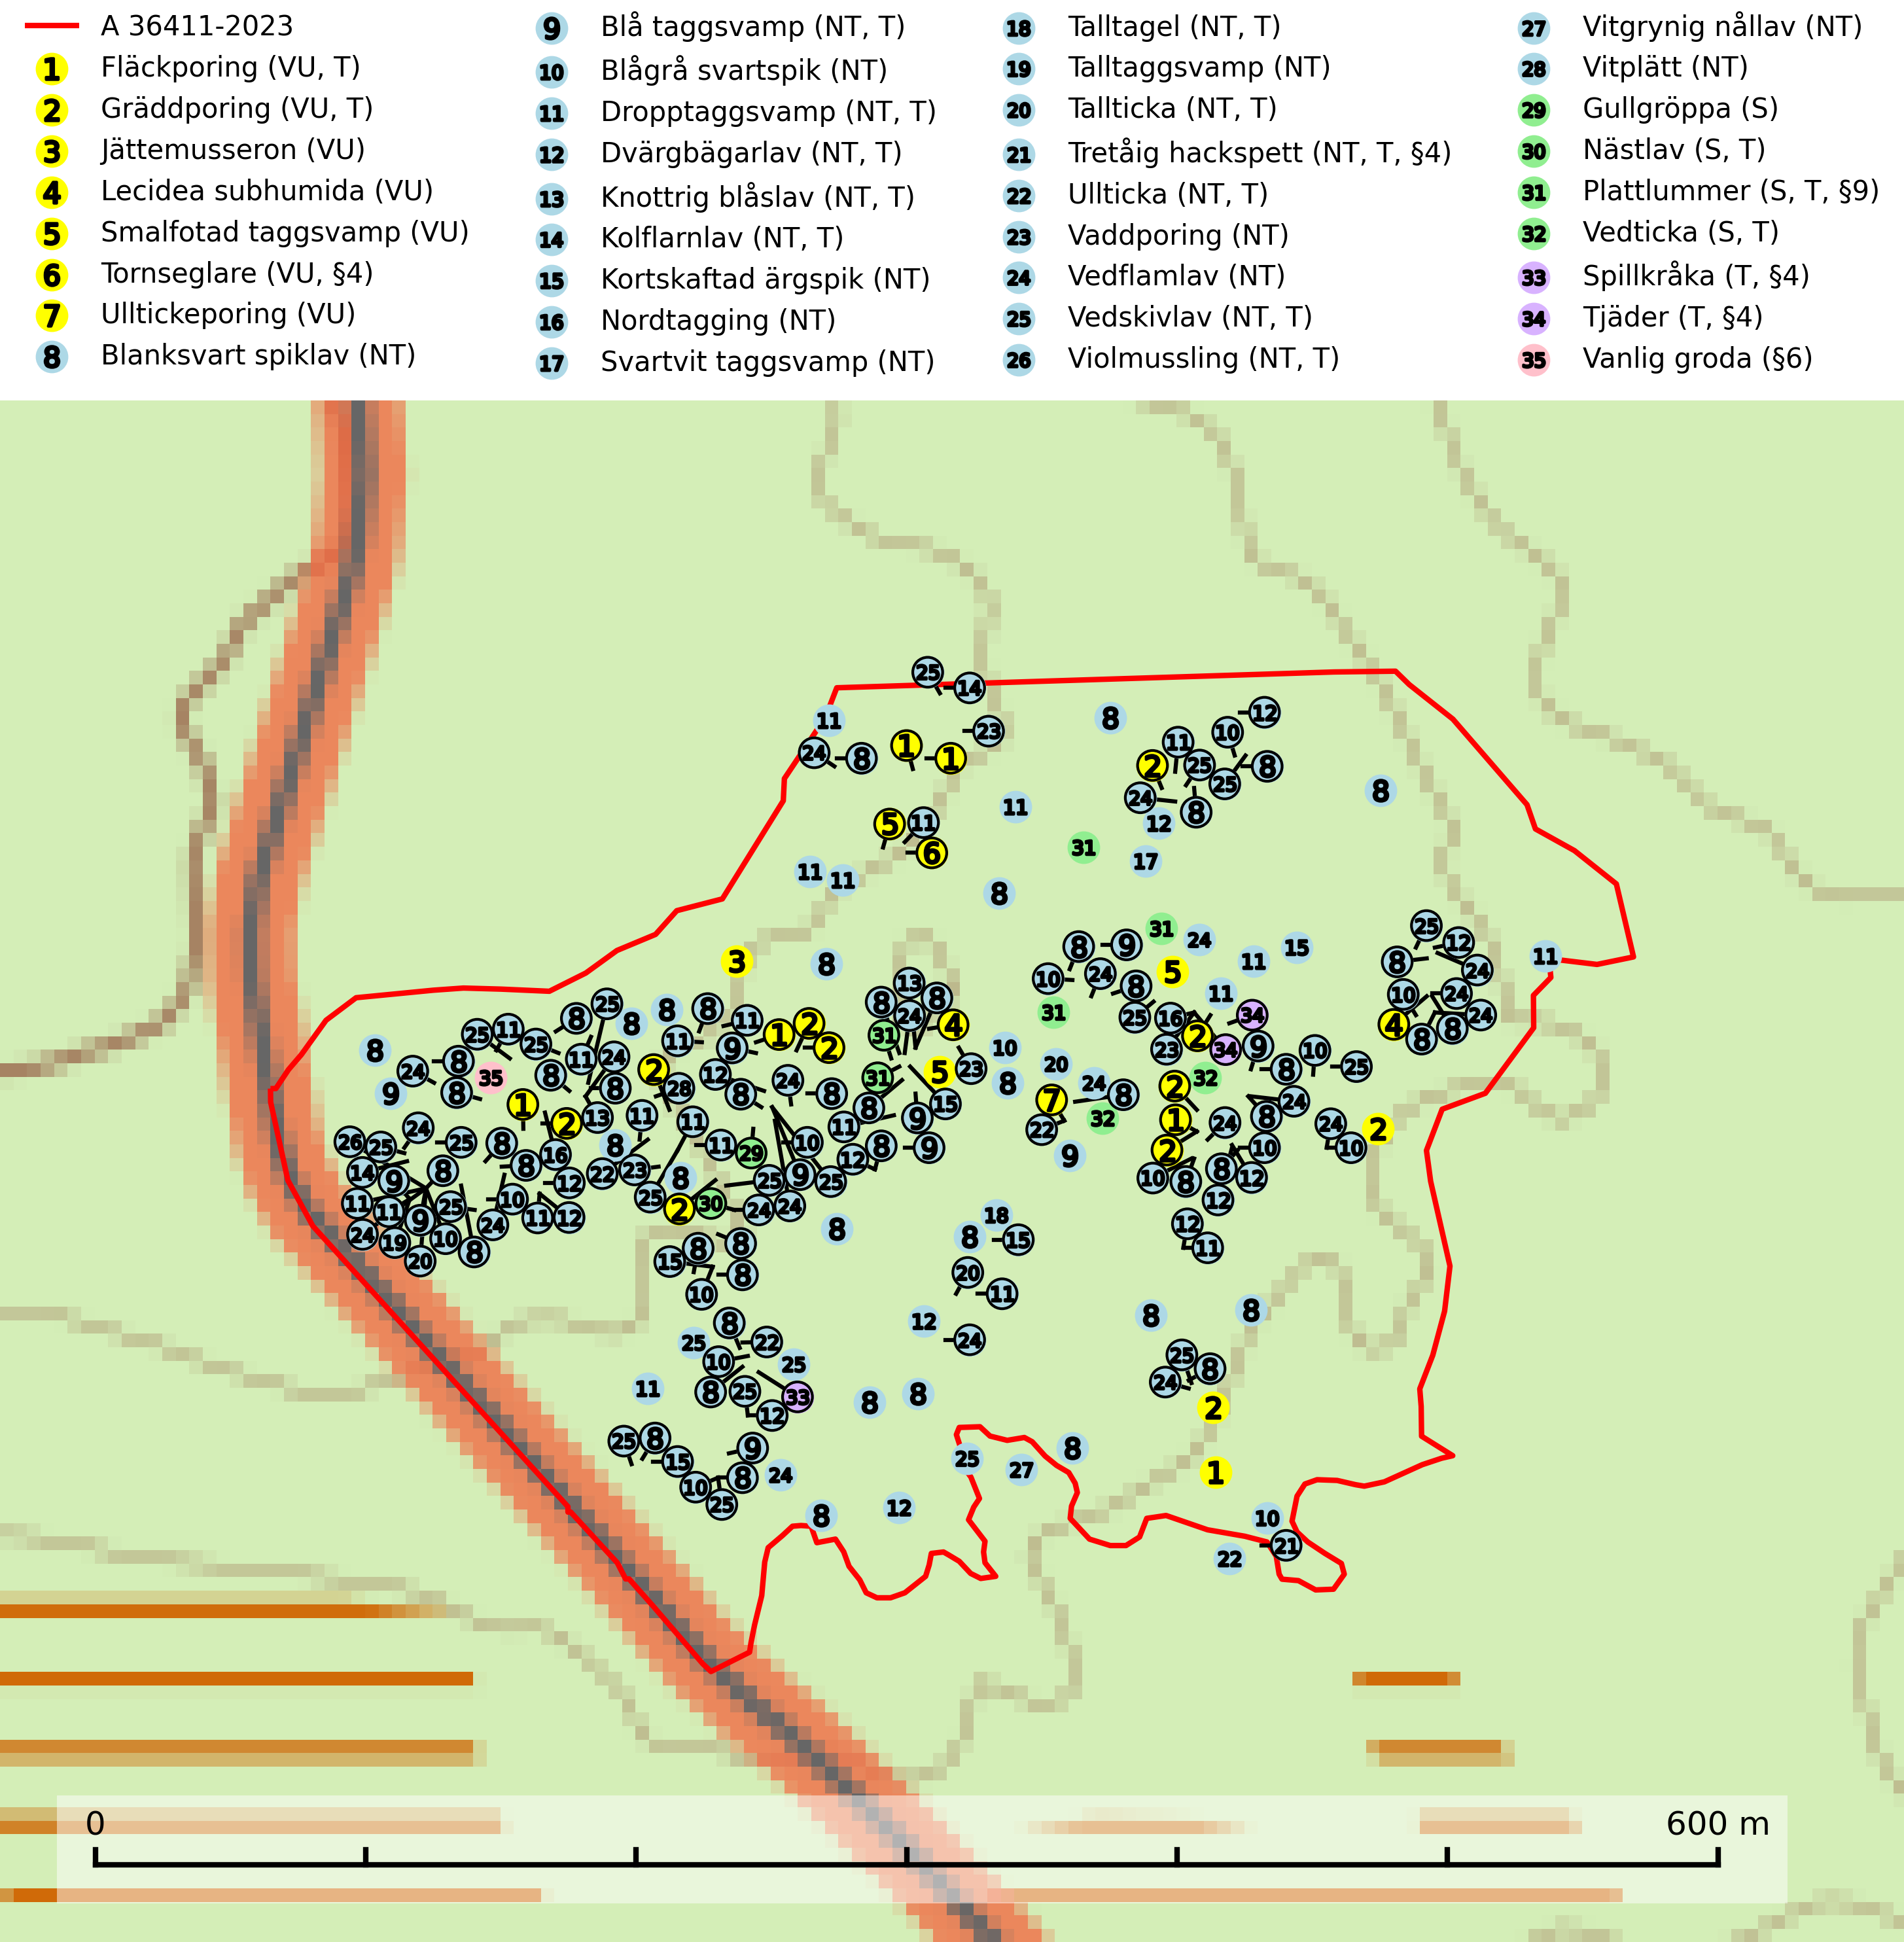 A 36411-2023
1 Fläckporing (VU, T)
2 Gräddporing (VU, T)
3 Jättemusseron (VU)
4 Lecidea subhumida (VU)
5 Smalfotad taggsvamp (VU)
6 Tornseglare (VU, §4)
7 Ulltickeporing (VU)
8 Blanksvart spiklav (NT)
9 Blå taggsvamp (NT, T)
10 Blågrå svartspik (NT)
11 Dropptaggsvamp (NT, T)
12 Dvärgbägarlav (NT, T)
13 Knottrig blåslav (NT, T)
14 Kolflarnlav (NT, T)
15 Kortskaftad ärgspik (NT)
16 Nordtagging (NT)
17 Svartvit taggsvamp (NT)
18 Talltagel (NT, T)
19 Talltaggsvamp (NT)
20 Tallticka (NT, T)
21 Tretåig hackspett (NT, T, §4)
22 Ullticka (NT, T)
23 Vaddporing (NT)
24 Vedflamlav (NT)
25 Vedskivlav (NT, T)
26 Violmussling (NT, T)
27 Vitgrynig nållav (NT)
28 Vitplätt (NT)
29 Gullgröppa (S)
30 Nästlav (S, T)
31 Plattlummer (S, T, §9)
32 Vedticka (S, T)
33 Spillkråka (T, §4)
34 Tjäder (T, §4)
35 Vanlig groda (§6)
0 600 m